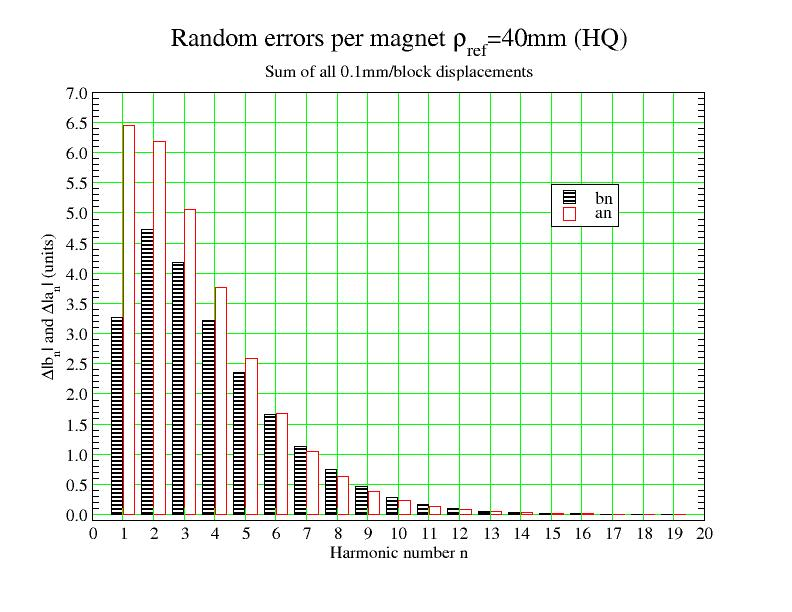 Random errors per magnet ρref=40mm (HQ)
Sum of all 0.1mm/block displacements
7.0
6.5
6.0
5.5
5.0
4.5
4.0
3.5
3.0
2.5
2.0
1.5
1.0
0.5
0.0
Δ|bn| and Δ|an| (units)
bn
an
0 1 2 3 4 5 6 7 8 9 10 11 12 13 14 15 16 17 18 19 20
Harmonic number n